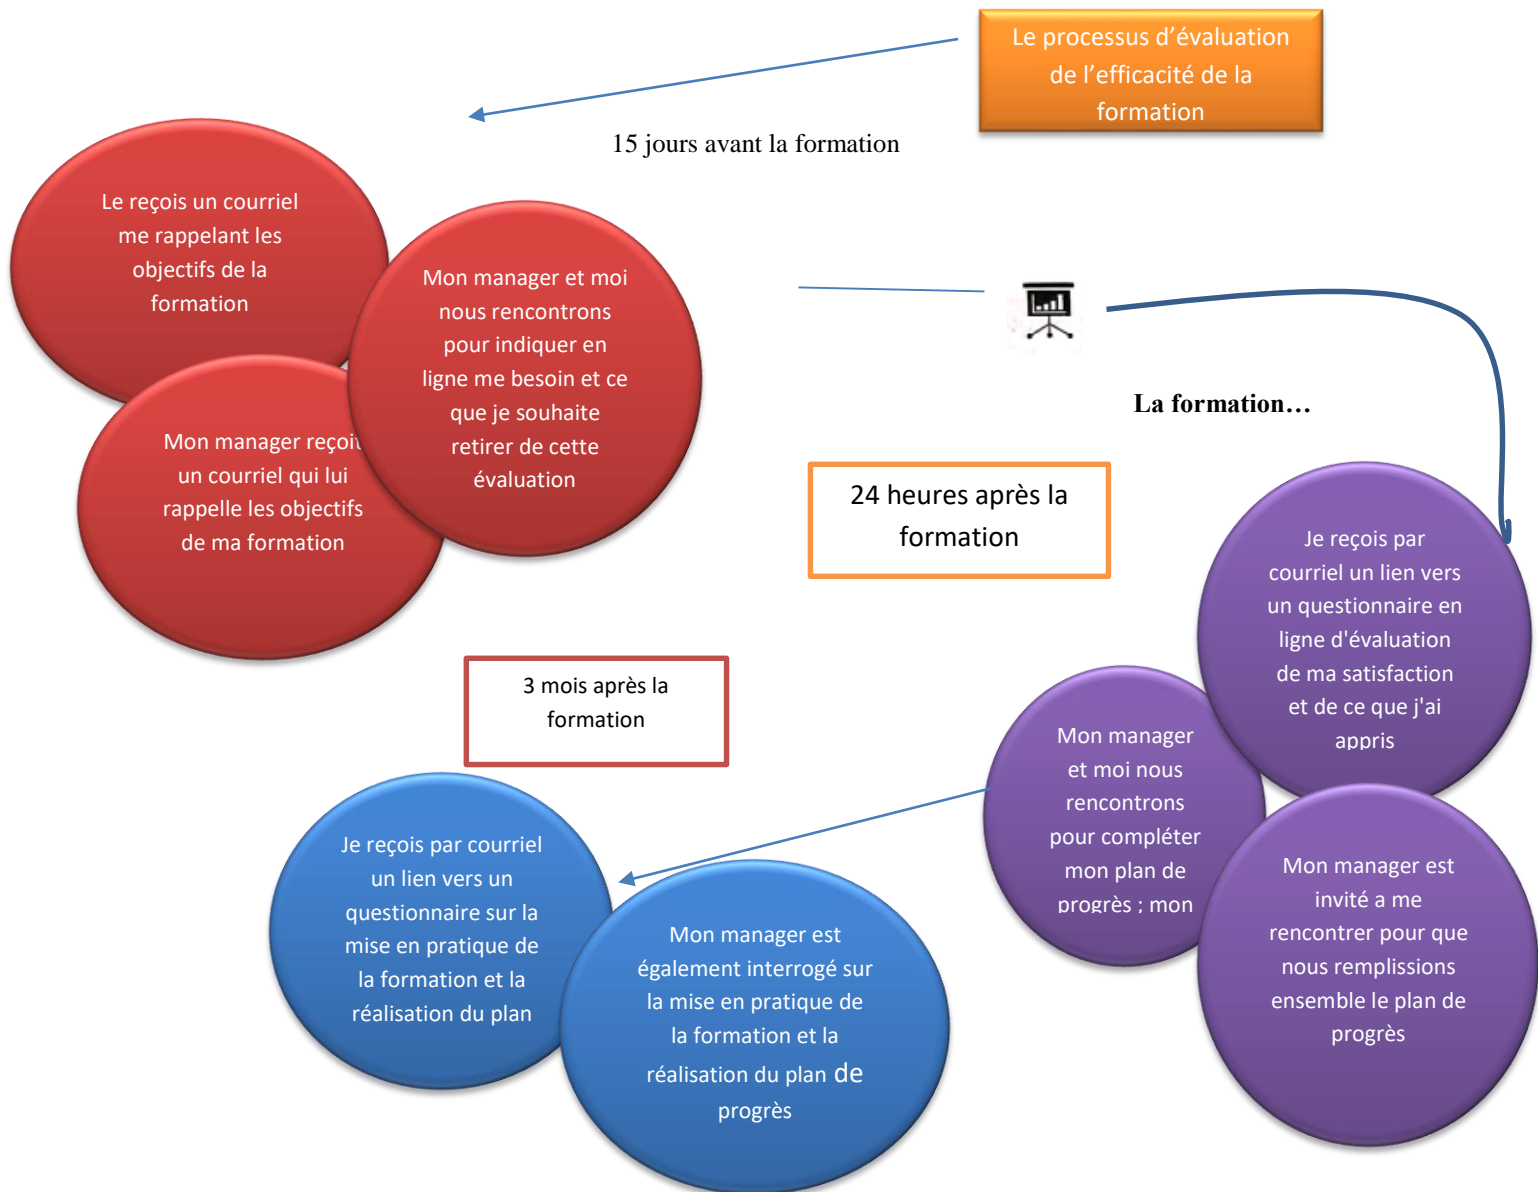 Le processus d’évaluation
de l’efficacité de la
formation
15 jours avant la formation
Le reçois un courriel
me rappelant les
objectifs de la
formation
Mon manager et moi
nous rencontrons
pour indiquer en
ligne me besoin et ce
que je souhaite
retirer de cette
évaluation
Mon manager reçoit
un courriel qui lui
rappelle les objectifs
de ma formation
La formation…
24 heures après la
formation
Je reçois par
courriel un lien vers
un questionnaire en
ligne d'évaluation
de ma satisfaction
et de ce que j'ai
appris
Mon manager
et moi nous
rencontrons
pour compléter
mon plan de
progrès ; mon
Mon manager est
invité a me
rencontrer pour que
nous remplissions
ensemble le plan de
progrès
3 mois après la
formation
Je reçois par courriel
un lien vers un
questionnaire sur la
mise en pratique de
la formation et la
réalisation du plan
Mon manager est
également interrogé sur
la mise en pratique de
la formation et la
réalisation du plan de
progrès